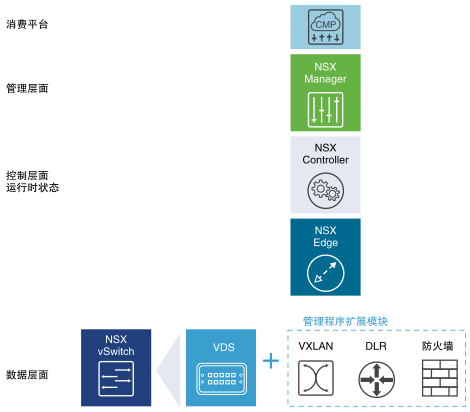 消费平台
CMP
NSX
Manager
管理层面
NSX
Controller
控制层面
运行时状态
NSX
Edge
管理程序扩展模块
NSX
vSwitch
VDS
+
VXLAN
DLR
防火墙
数据层面